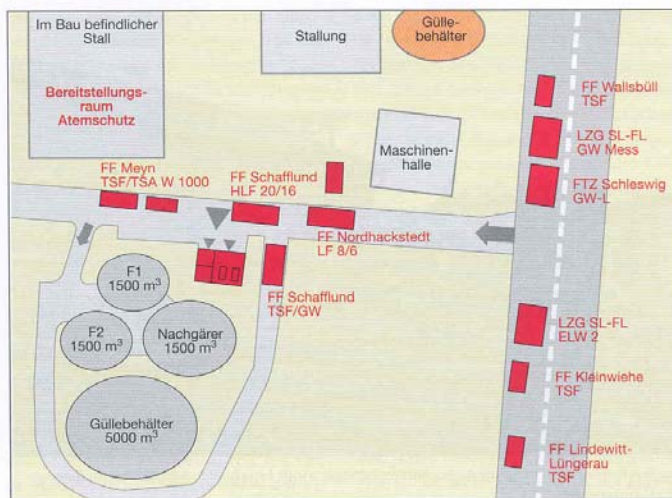 Im Bau befindlicher
Stall
Bereitstellungs-
raum
Atemschutz
Stallung
Gülle-
behälter
FF Wallsbüll
TSF
LZG SL-FL
GW Mess
FTZ Schleswig
GW-L
Maschinen-
halle
FF Meyn
TSF/TSA W 1000
FF Schafflund
HLF 20/16
FF Nordhackstedt
LF 8/6
FF Schafflund
TSF/GW
F1
1500 m³
F2
1500 m³
Nachgärer
1500 m³
Güllebehälter
5000 m³
LZG SL-FL
ELW 2
FF Kleinwiehe
TSF
FF Lindewitt-
Lüngerau
TSF